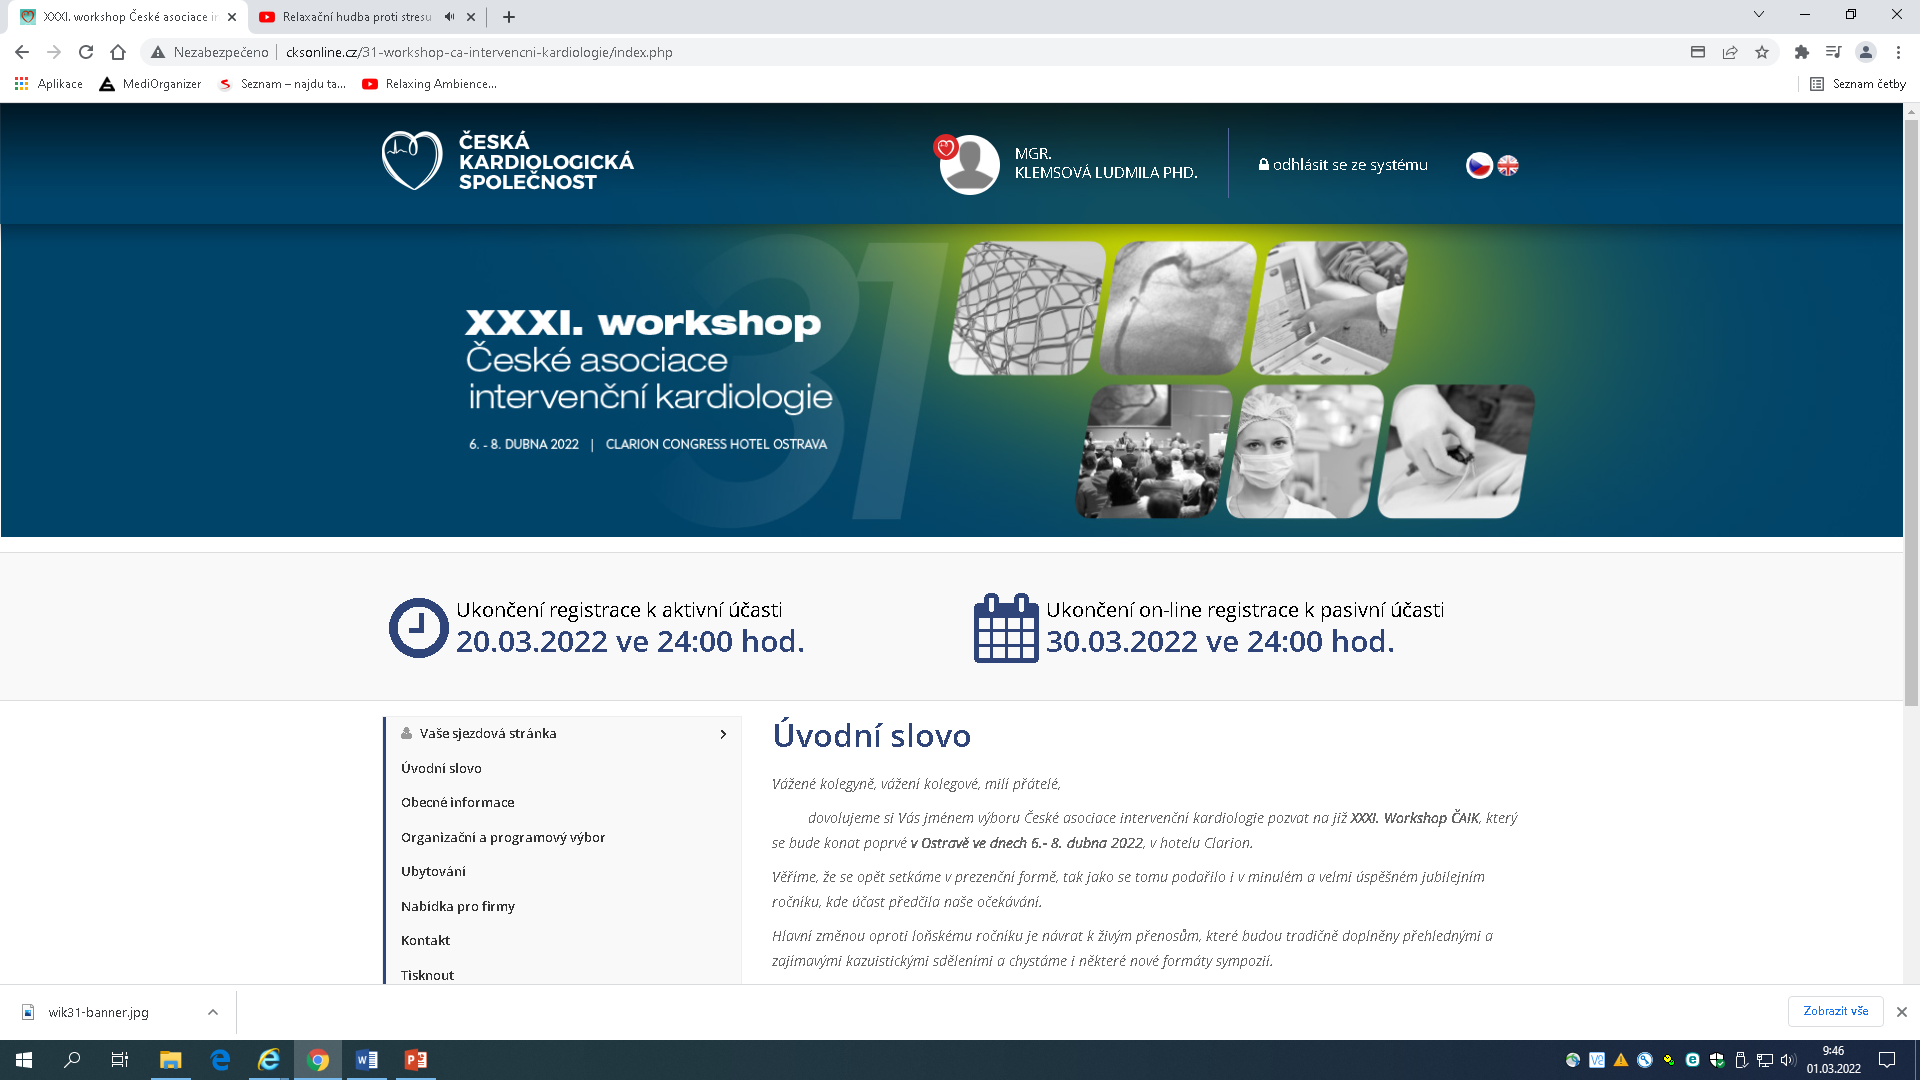 XXXI. workshop České asociace in
Relaxační hudba proti stresu
Nezabezpečeno
cksonline.cz/31-workshop-ca-intervencni-kardiologie/index.php
Aplikace
MediOrganizer
Seznam – najdu ta...
Relaxing Ambience...
Seznam četby
ČESKÁ
KARDIOLOGICKÁ
SPOLEČNOST
MGR.
KLEMSOVÁ LUDMILA PHD.
odhlásit se ze systému
31
XXXI. workshop
České asociace
intervenční kardiologie
6. - 8. DUBNA 2022 | CLARION CONGRESS HOTEL OSTRAVA
Ukončení registrace k aktivní účasti
20.03.2022 ve 24:00 hod.
Ukončení on-line registrace k pasivní účasti
30.03.2022 ve 24:00 hod.
Vaše sjezdová stránka
Úvodní slovo
Obecné informace
Organizační a programový výbor
Ubytování
Nabídka pro firmy
Kontakt
Tisknout
Úvodní slovo
Vážené kolegyně, vážení kolegové, milí přátelé,
dovolujeme si Vás jménem výboru České asociace intervenční kardiologie pozvat na již XXXI. Workshop ČAIK, který
se bude konat poprvé v Ostravě ve dnech 6.- 8. dubna 2022, v hotelu Clarion.
Věříme, že se opět setkáme v prezenční formě, tak jako se tomu podařilo i v minulém a velmi úspěšném jubilejním
ročníku, kde účast předčila naše očekávání.
Hlavní změnou oproti loňskému ročníku je návrat k živým přenosům, které budou tradičně doplněny přehlednými a
zajímavými kazuistickými sděleními a chystáme i některé nové formáty sympozií.
wik31-banner.jpg
Zobrazit vše
9:46
01.03.2022